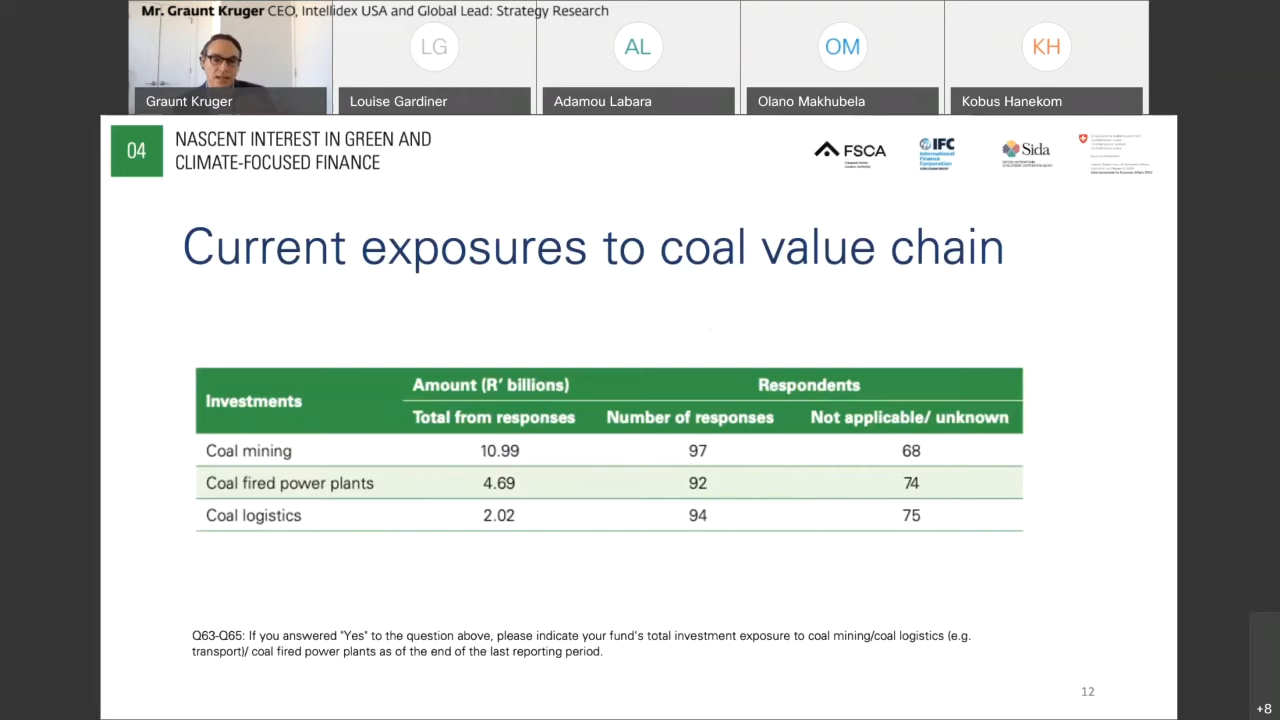 Mr. Graunt Kruger CEO, Intellidex USA and Global Lead: Strategy Research
LG
AL
OM
KH
Graunt Kruger
Louise Gardiner
Adamou Labara
Olano Makhubela
Kobus Hanekom
04
NASCENT INTEREST IN GREEN AND
CLIMATE-FOCUSED FINANCE
FSCA
IFC
International
Finance
Corporation
Sida
Current exposures to coal value chain
Investments
Amount (R' billions)
Respondents
Total from responses
Number of responses
Not applicable/ unknown
Coal mining
10.99
97
68
Coal fired power plants
4.69
92
74
Coal logistics
2.02
94
75
Q63-Q65: If you answered "Yes" to the question above, please indicate your fund's total investment exposure to coal mining/coal logistics (e.g.
transport)/ coal fired power plants as of the end of the last reporting period.
12
+8